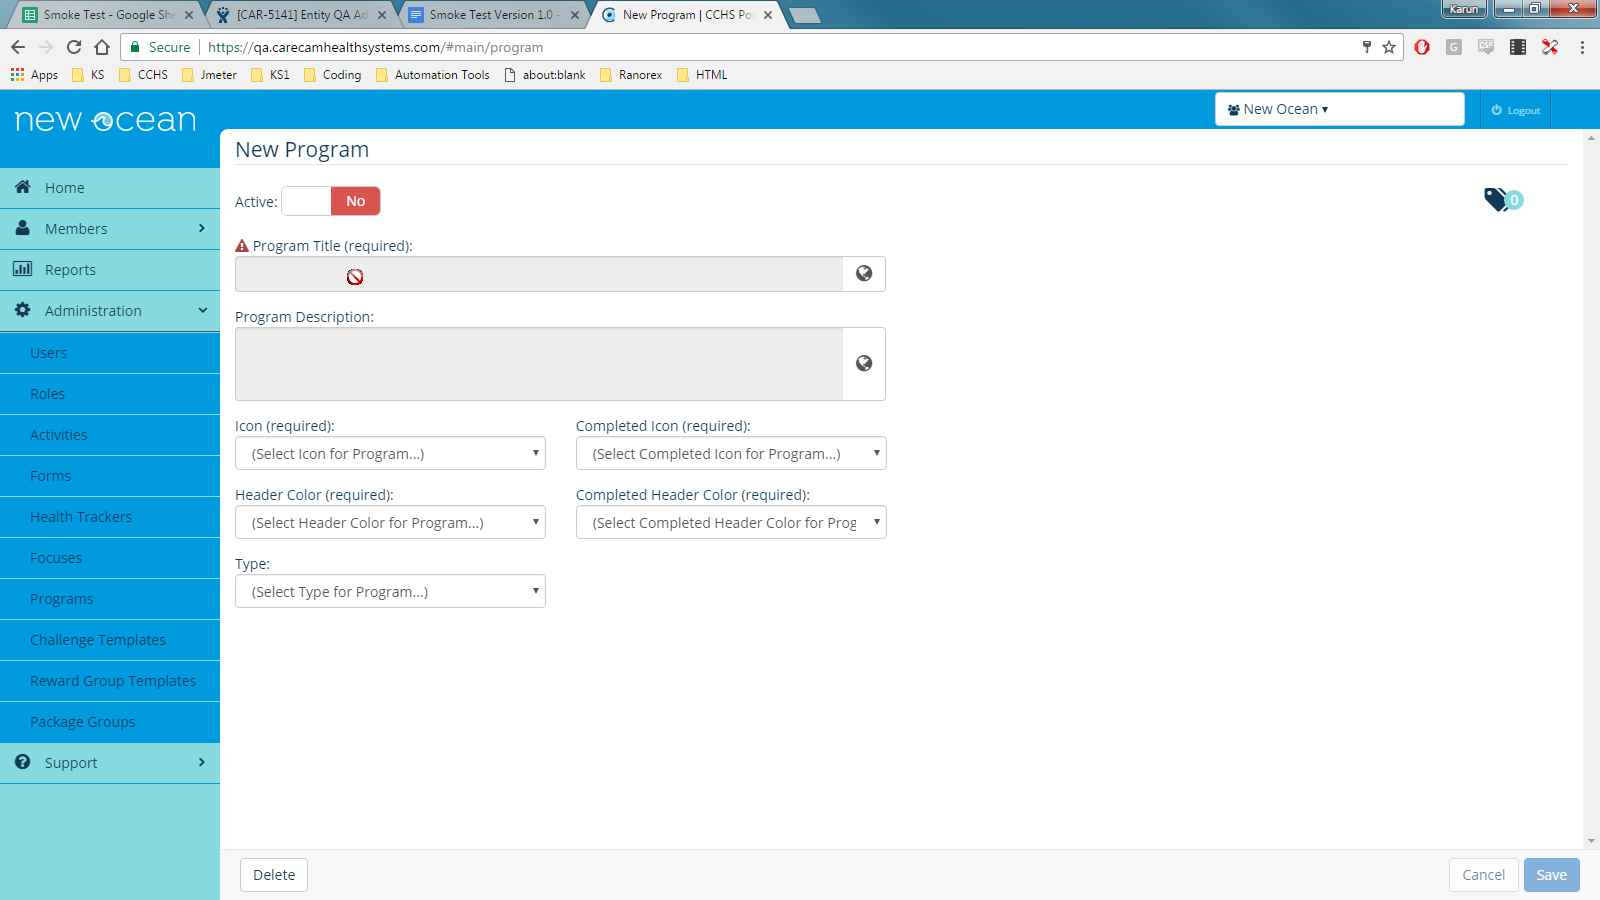 Smoke Test - Google She
[CAR-5141] Entity QA Ad
Smoke Test Version 1.0 -
New Program | CCHS Po
Karun
Secure
https://qa.carecamhealthsystems.com/#main/program
Apps
KS
CCHS
Jmeter
KS1
Coding
Automation Tools
about:blank
Ranorex
HTML
new ocean
New Ocean
Logout
Home
Members
Reports
Administration
Users
Roles
Activities
Forms
Health Trackers
Focuses
Programs
Challenge Templates
Reward Group Templates
Package Groups
Support
New Program
Active: No
0
Program Title (required):
Program Description:
Icon (required):
(Select Icon for Program...)
Completed Icon (required):
(Select Completed Icon for Program...)
Header Color (required):
(Select Header Color for Program...)
Completed Header Color (required):
(Select Completed Header Color for Prog
Type:
(Select Type for Program...)
Delete
Cancel
Save